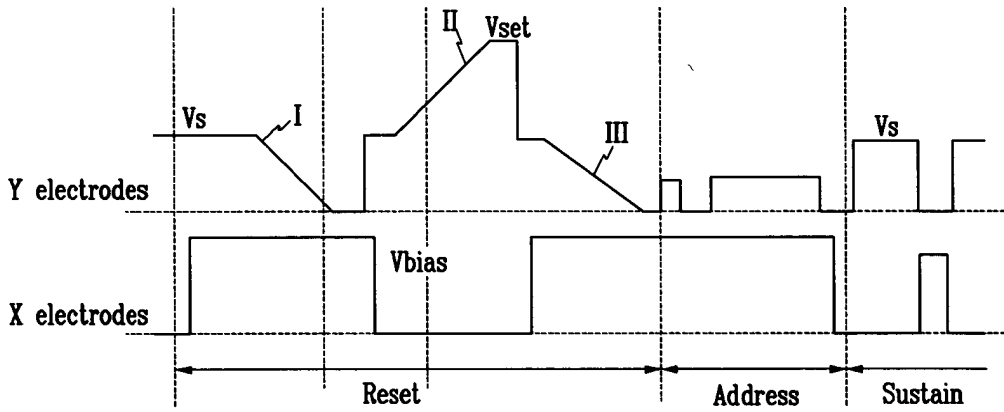 II
Vset
Vs
I
III
Vs
Y electrodes
Vbias
X electrodes
Reset
Address
Sustain